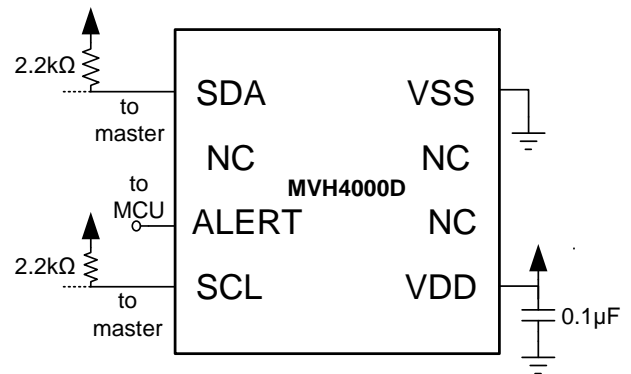 2.2kΩ
to
master
SDA
VSS
NC
NC
MVH4000D
to
MCU
ALERT
NC
2.2kΩ
to
master
SCL
VDD
0.1µF